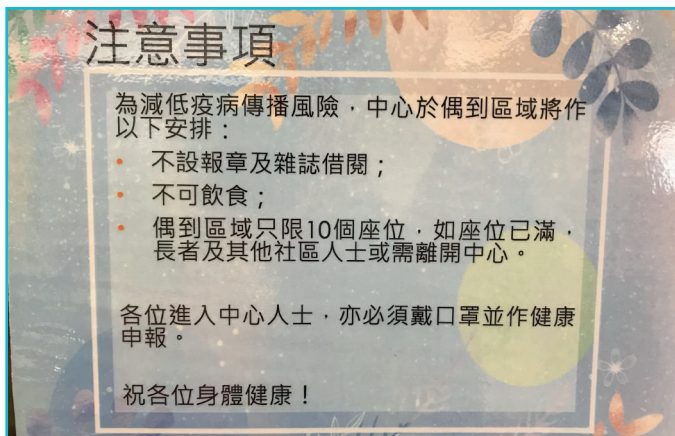 注意事項
為減低疫病傳播風險，中心於偶到區域將作
以下安排：
• 不設報章及雜誌借閱；
• 不可飲食；
• 偶到區域只限10個座位，如座位已滿，
長者及其他社區人士或需離開中心。
各位進入中心人士，亦必須戴口罩並作健康
申報。
祝各位身體健康！